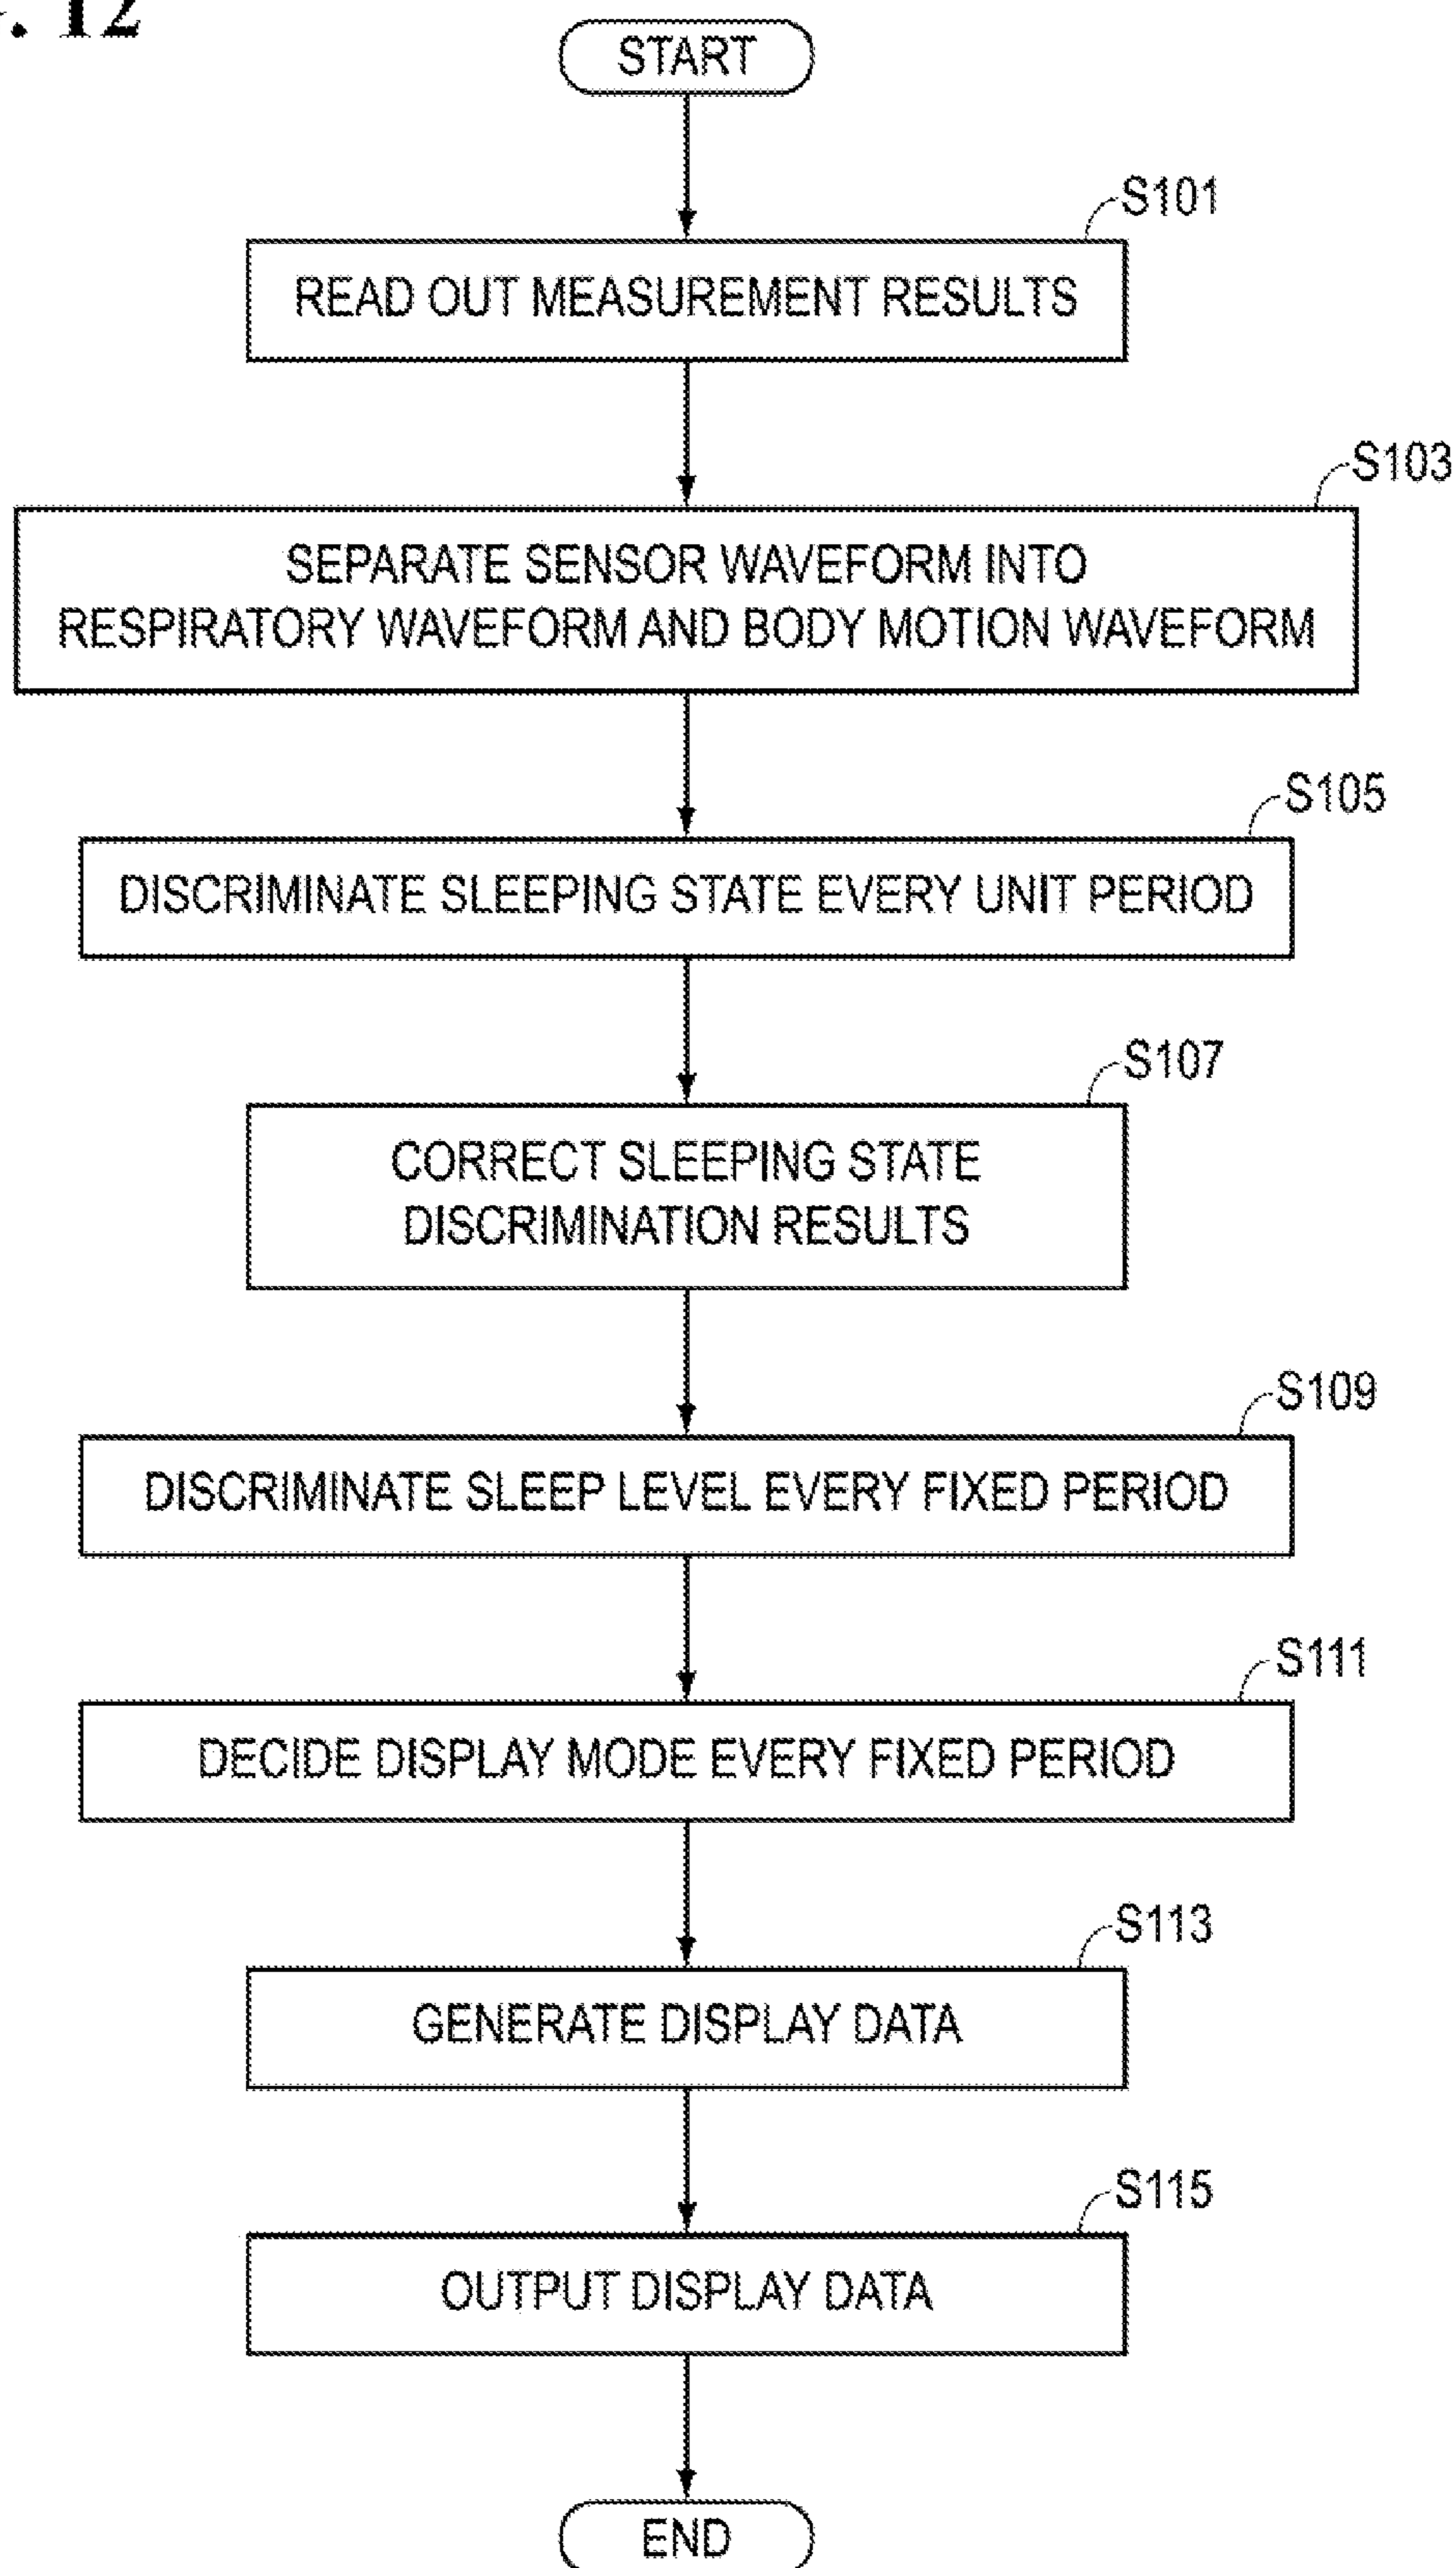 . 12
START
S101
READ OUT MEASUREMENT RESULTS
S103
SEPARATE SENSOR WAVEFORM INTO
RESPIRATORY WAVEFORM AND BODY MOTION WAVEFORM
S105
DISCRIMINATE SLEEPING STATE EVERY UNIT PERIOD
S107
CORRECT SLEEPING STATE
DISCRIMINATION RESULTS
S109
DISCRIMINATE SLEEP LEVEL EVERY FIXED PERIOD
S111
DECIDE DISPLAY MODE EVERY FIXED PERIOD
S113
GENERATE DISPLAY DATA
S115
OUTPUT DISPLAY DATA
END